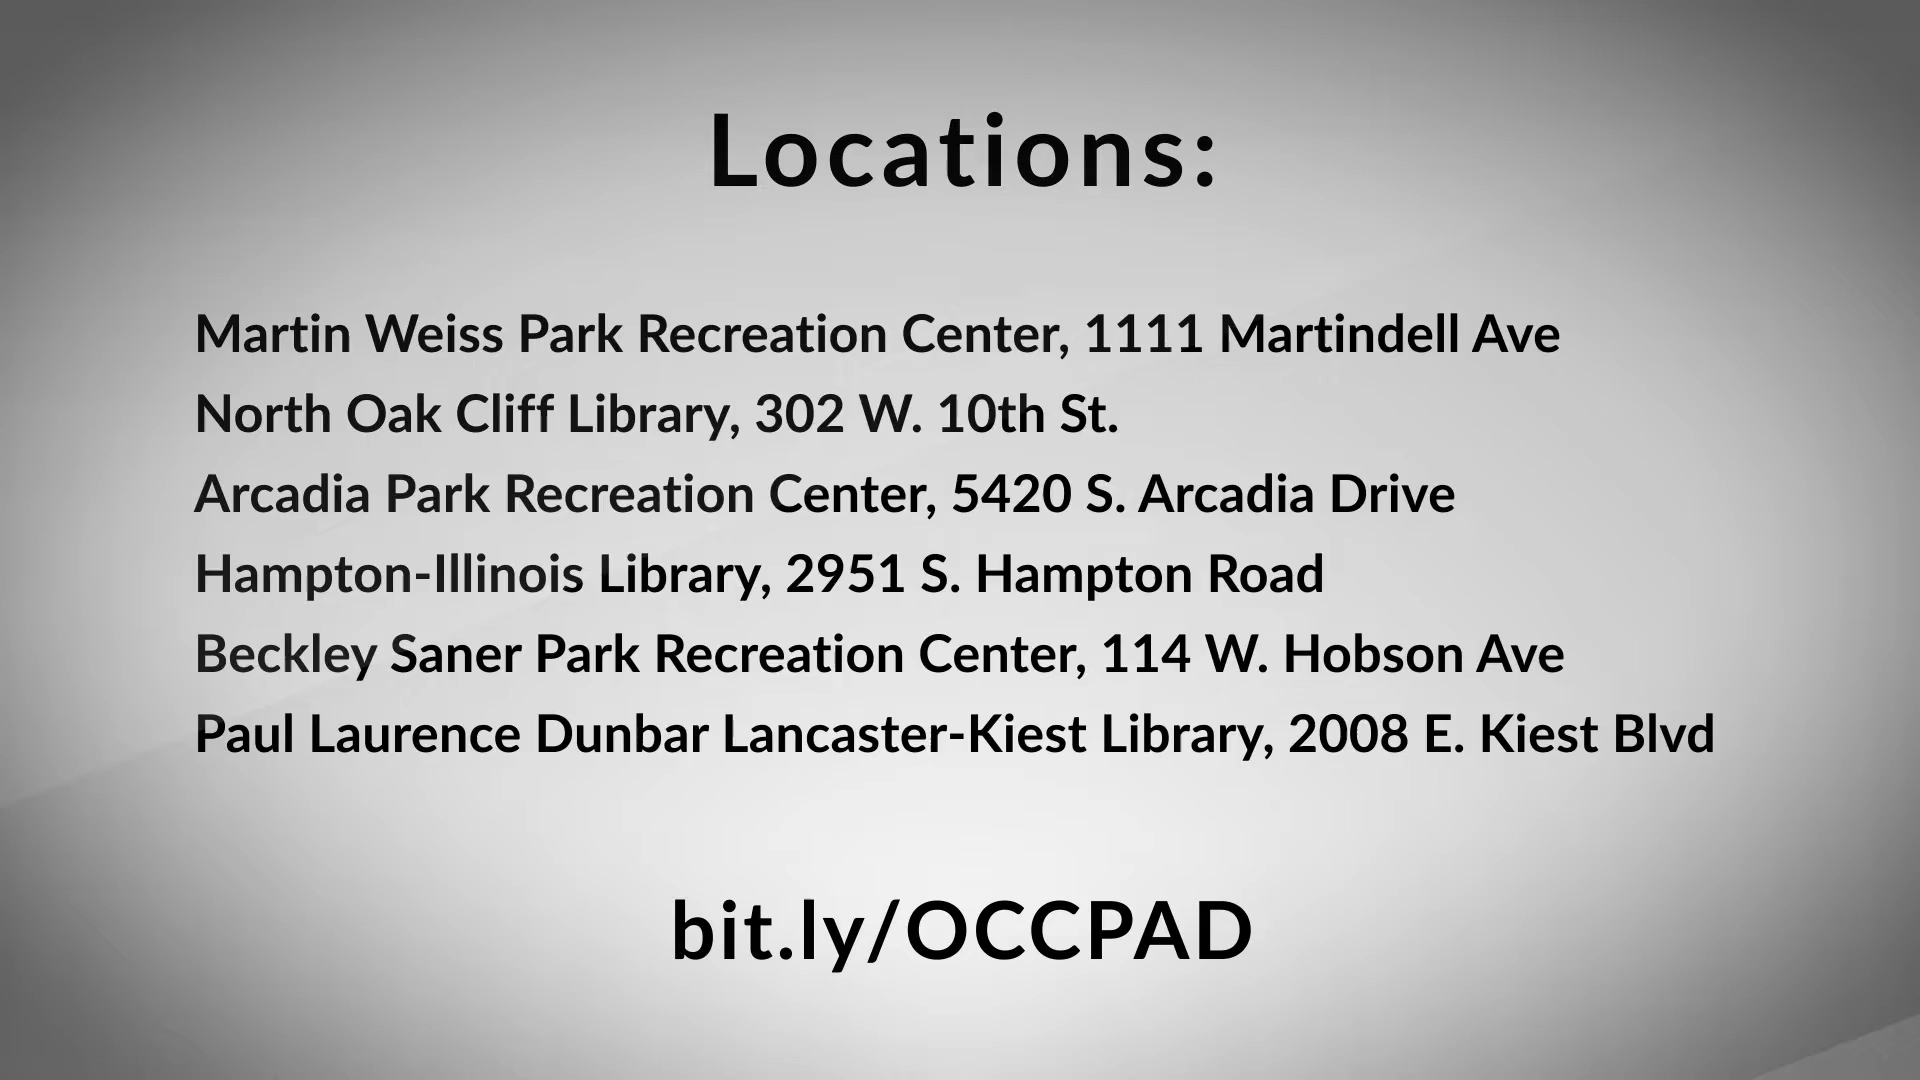 Locations:
Martin Weiss Park Recreation Center, 1111 Martindell Ave
North Oak Cliff Library, 302 W. 10th St.
Arcadia Park Recreation Center, 5420 S. Arcadia Drive
Hampton-Illinois Library, 2951 S. Hampton Road
Beckley Saner Park Recreation Center, 114 W. Hobson Ave
Paul Laurence Dunbar Lancaster-Kiest Library, 2008 E. Kiest Blvd
bit.ly/OCCPAD